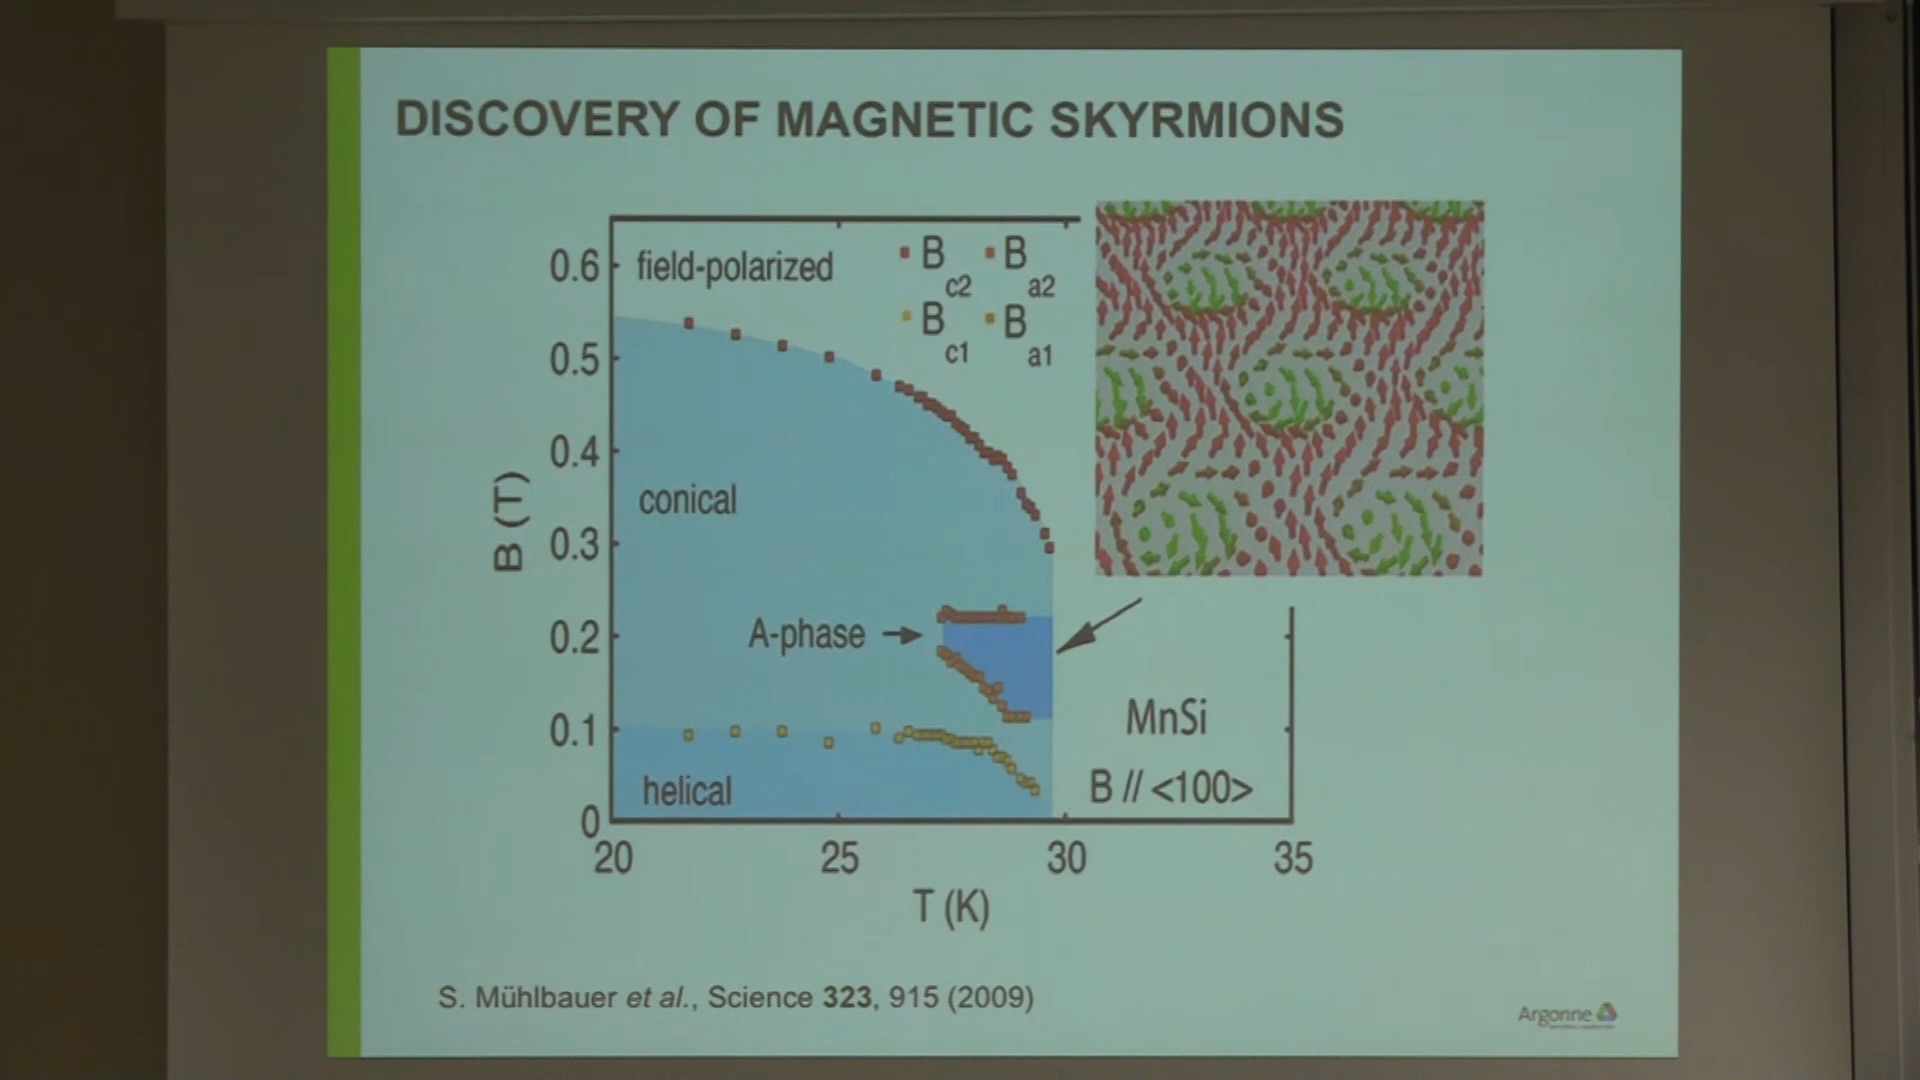 DISCOVERY OF MAGNETIC SKYRMIONS
field-polarized
B c2 B a2
B c1 B a1
0.6
0.5
0.4
0.3
0.2
0.1
0
B (T)
conical
A-phase
helical
MnSi
B // <100>
20 25 30 35
T (K)
S. Mühlbauer et al., Science 323, 915 (2009)
Argonne